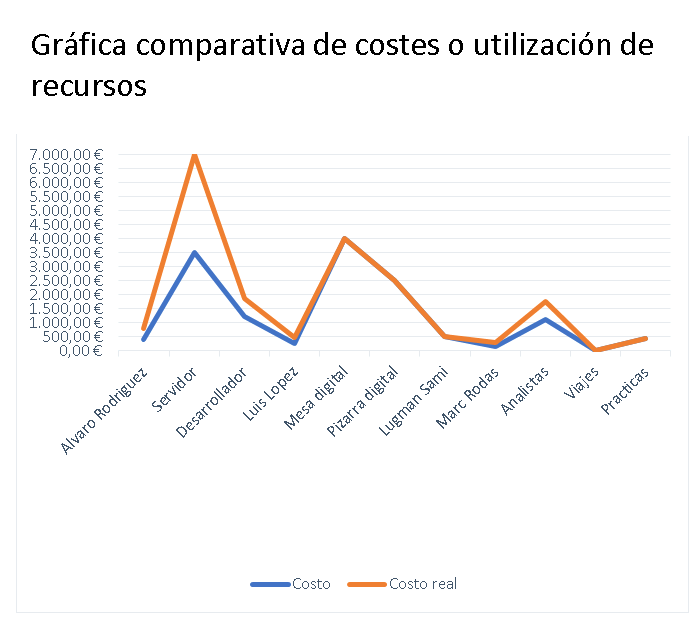 Gráfica comparativa de costes o utilización de
recursos
7.000,00 €
6.500,00 €
6.000,00 €
5.500,00 €
5.000,00 €
4.500,00 €
4.000,00 €
3.500,00 €
3.000,00 €
2.500,00 €
2.000,00 €
1.500,00 €
1.000,00 €
500,00 €
0,00 €
Alvaro Rodriguez
Servidor
Desarrollador
Luis Lopez
Mesa digital
Pizarra digital
Lugman Sami
Marc Rodas
Analistas
Viajes
Practicas
Costo
Costo real